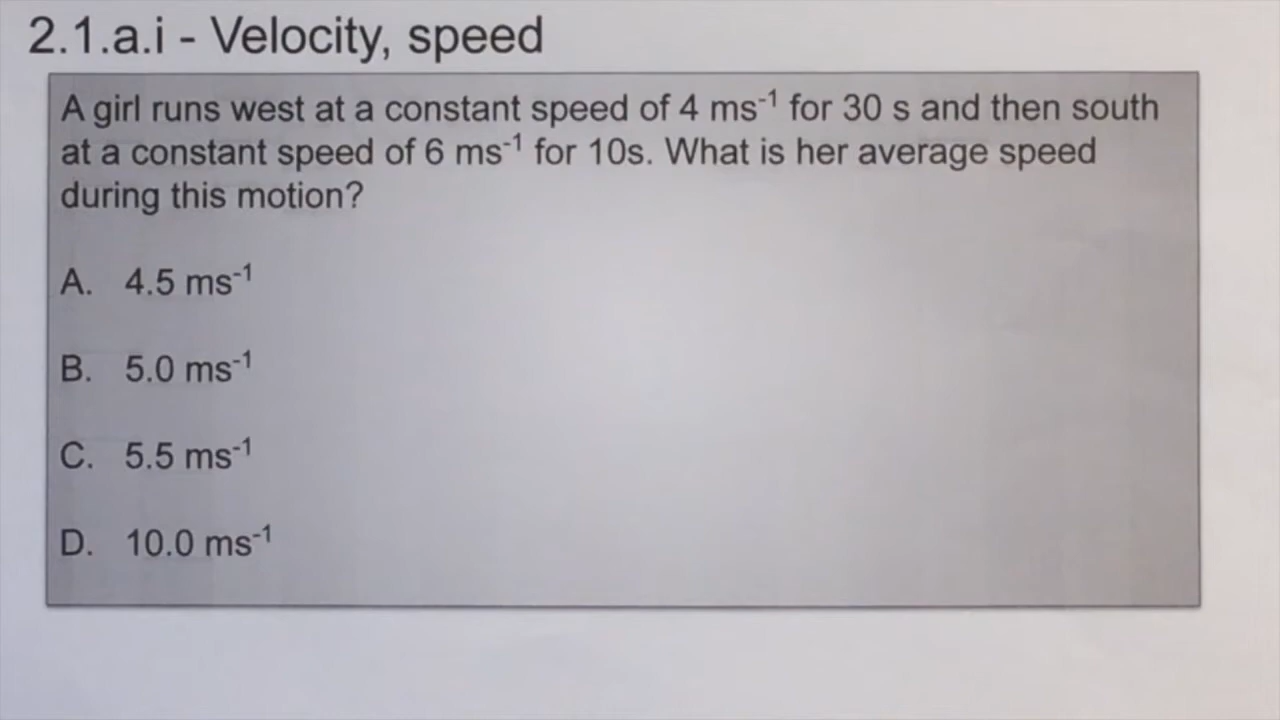 2.1.a.i - Velocity, speed
A girl runs west at a constant speed of 4 ms⁻¹ for 30 s and then south
at a constant speed of 6 ms⁻¹ for 10s. What is her average speed
during this motion?
A. 4.5 ms⁻¹
B. 5.0 ms⁻¹
C. 5.5 ms⁻¹
D. 10.0 ms⁻¹